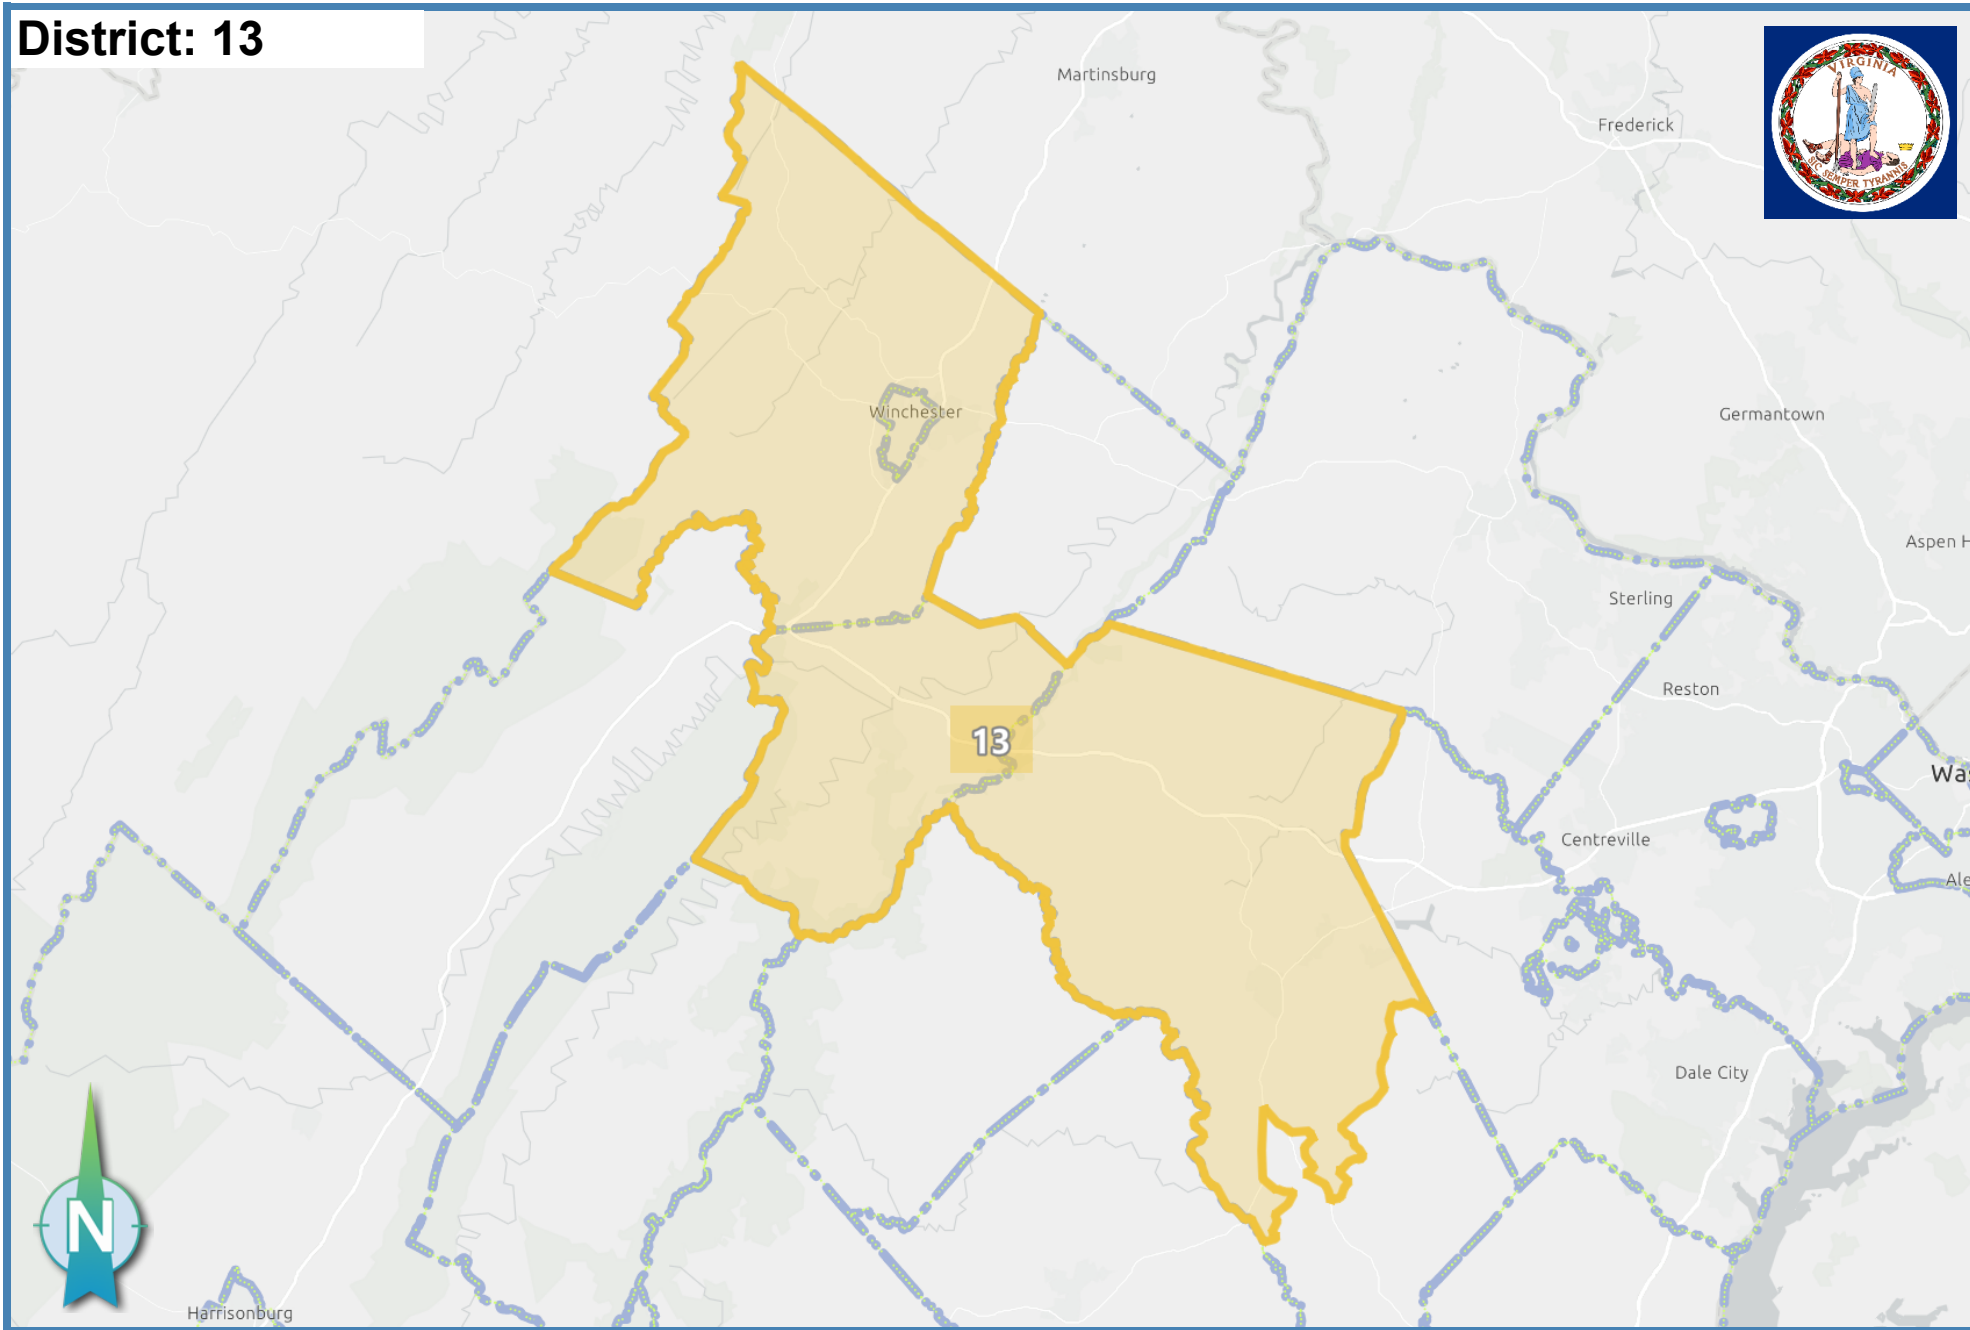 District: 13
Martinsburg
VIRGINIA
Frederick
SIC SEMPER TYRANNIS
Winchester
Germantown
Aspen H
Sterling
Reston
13
Was
Centreville
Ale
Dale City
N
Harrisonburg